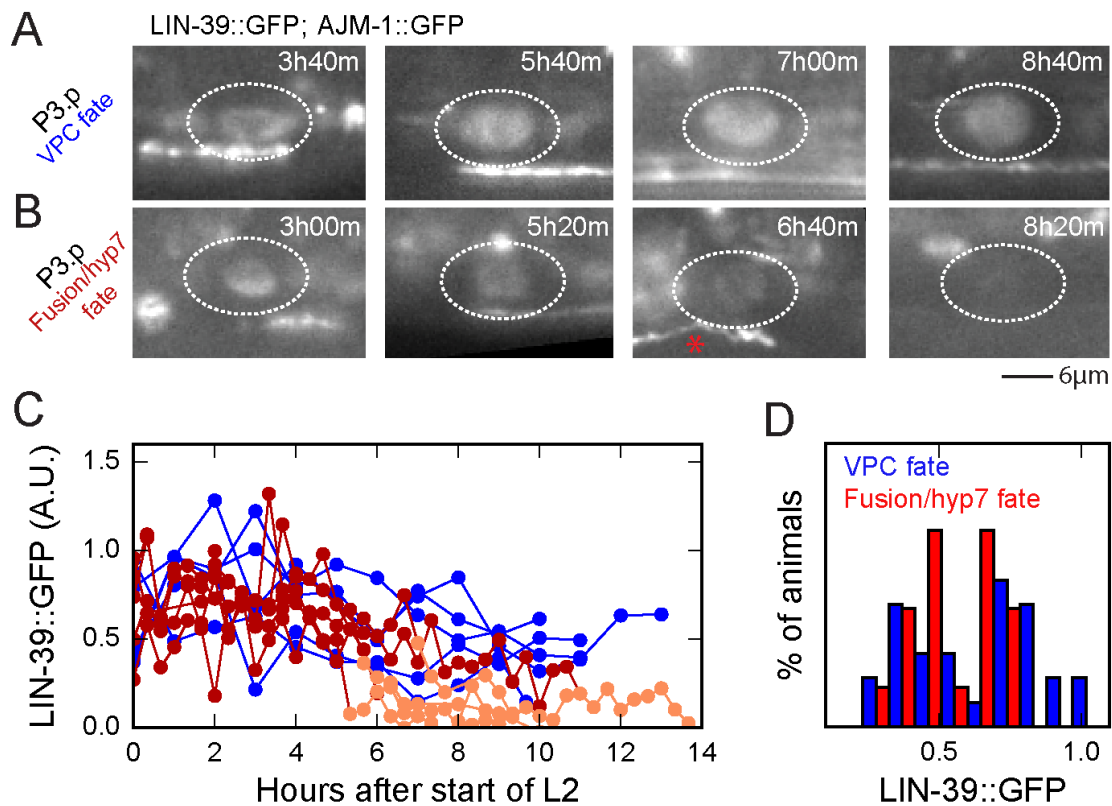 A
LIN-39::GFP; AJM-1::GFP
P3.p
VPC fate
3h40m
5h40m
7h00m
8h40m
B
P3.p
Fusion/hyp7
fate
3h00m
5h20m
6h40m
8h20m
*
6μm
C
LIN-39::GFP (A.U.)
1.5
1.0
0.5
0.0
0
2
4
6
8
10
12
14
Hours after start of L2
D
% of animals
VPC fate
Fusion/hyp7 fate
0.5
1.0
LIN-39::GFP